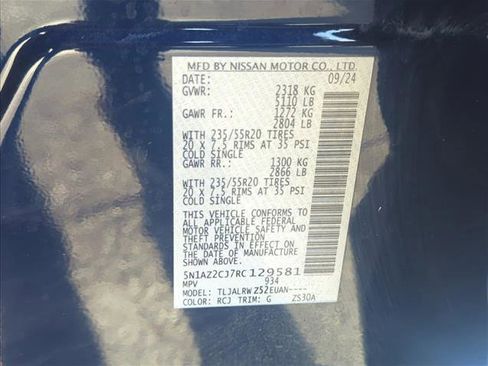 MFD BY NISSAN MOTOR CO., LTD.
DATE: 09/24
GVWR: 2318 KG
5110 LB
GAWR FR.: 1272 KG
2804 LB
WITH 235/55R20 TIRES
20 X 7.5 RIMS AT 35 PSI
COLD SINGLE
GAWR RR.: 1300 KG
2866 LB
WITH 235/55R20 TIRES
20 X 7.5 RIMS AT 35 PSI
COLD SINGLE
THIS VEHICLE CONFORMS TO
ALL APPLICABLE FEDERAL
MOTOR VEHICLE SAFETY AND
THEFT PREVENTION
STANDARDS IN EFFECT ON
THE DATE OF MANUFACTURE
SHOWN ABOVE.
5N1AZ2CJ7RC129581
MPV 934
MODEL: TLJALRWZ52EUAN----
COLOR: RCJ TRIM: G ZS30A